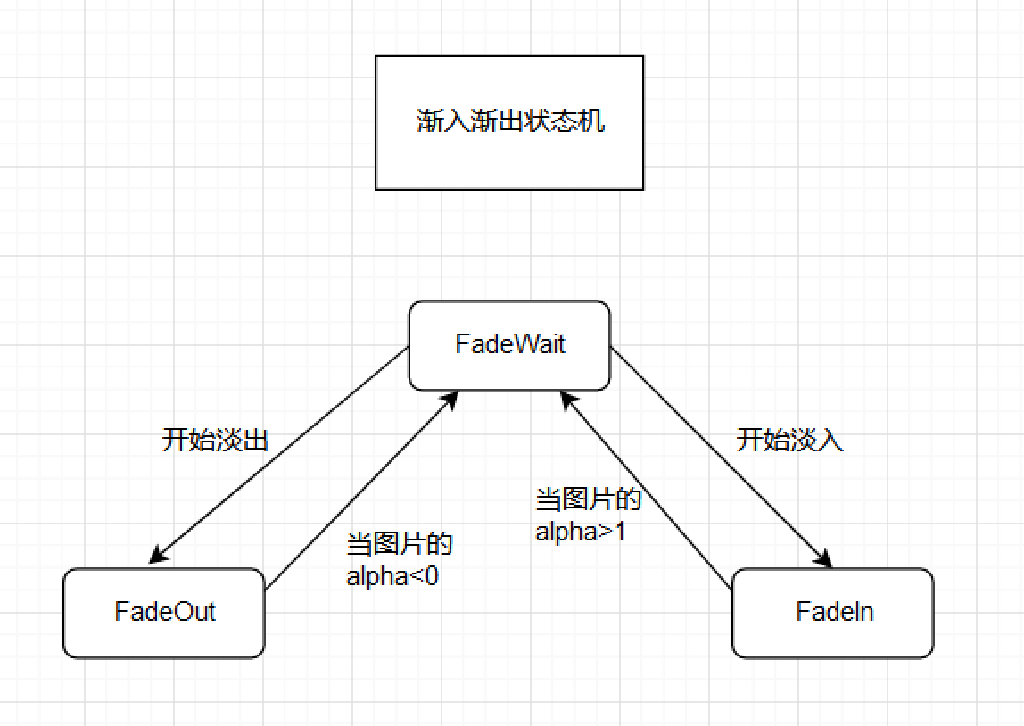 渐入渐出状态机
FadeWait
开始淡出
开始淡入
当图片的
alpha>1
当图片的
alpha<0
FadeOut
FadeIn